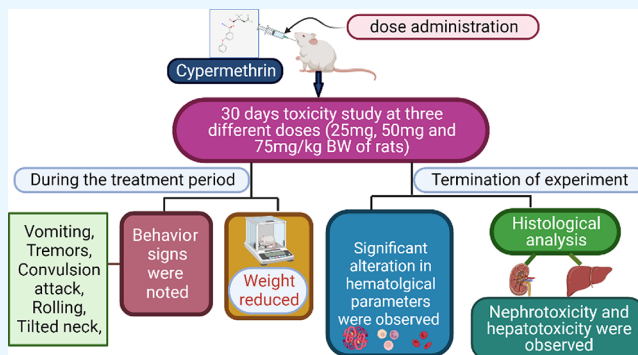 dose administration
Cypermethrin
30 days toxicity study at three
different doses (25mg, 50mg and
75mg/kg BW of rats)
During the treatment period
Termination of experiment
Vomiting,
Tremors,
Convulsion
attack,
Rolling,
Tilted neck,
Behavior
signs
were
noted
Weight
reduced
Significant
alteration in
hematolgical
parameters
were observed
Histological
analysis
Nephrotoxicity and
hepatotoxicity were
observed